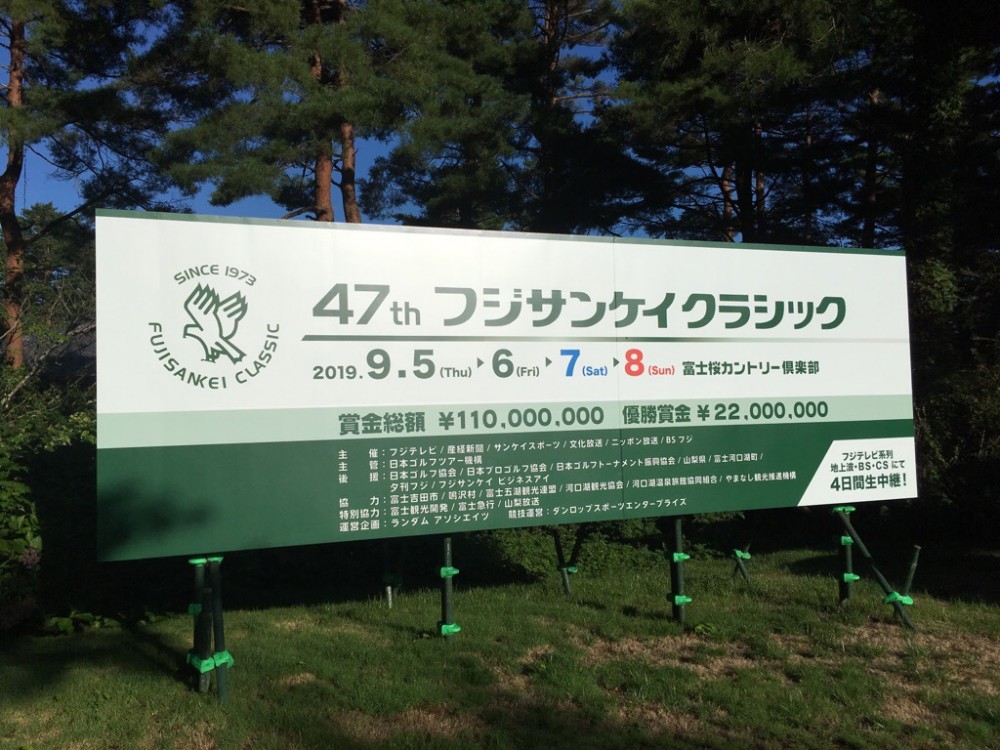 SINCE 1973
FUJISANKEI CLASSIC
47th フジサンケイクラシック
2019. 9.5 (Thu) 6 (Fri) 7 (Sat) 8 (Sun) 富士桜カントリー倶楽部
賞金総額 ¥110,000,000 優勝賞金 ¥22,000,000
主 催：フジテレビ / 産経新聞 / サンケイスポーツ / 文化放送 / ニッポン放送 / BSフジ
主 管：日本ゴルフツアー機構
後 援：日本ゴルフ協会 / 日本プロゴルフ協会 / 日本ゴルフトーナメント振興協会 / 山梨県 / 富士河口湖町 /
夕刊フジ / フジサンケイ ビジネスアイ
協 力：富士吉田市 / 鳴沢村 / 富士五湖観光連盟 / 河口湖観光協会 / 河口湖温泉旅館協同組合 / やまなし観光推進機構
特別協力：富士観光開発 / 富士急行 / 山梨放送
運営企画：ランダム アソシエイツ 競技運営：ダンロップスポーツエンタープライズ
フジテレビ系列
地上波・BS・CSにて
4日間生中継！